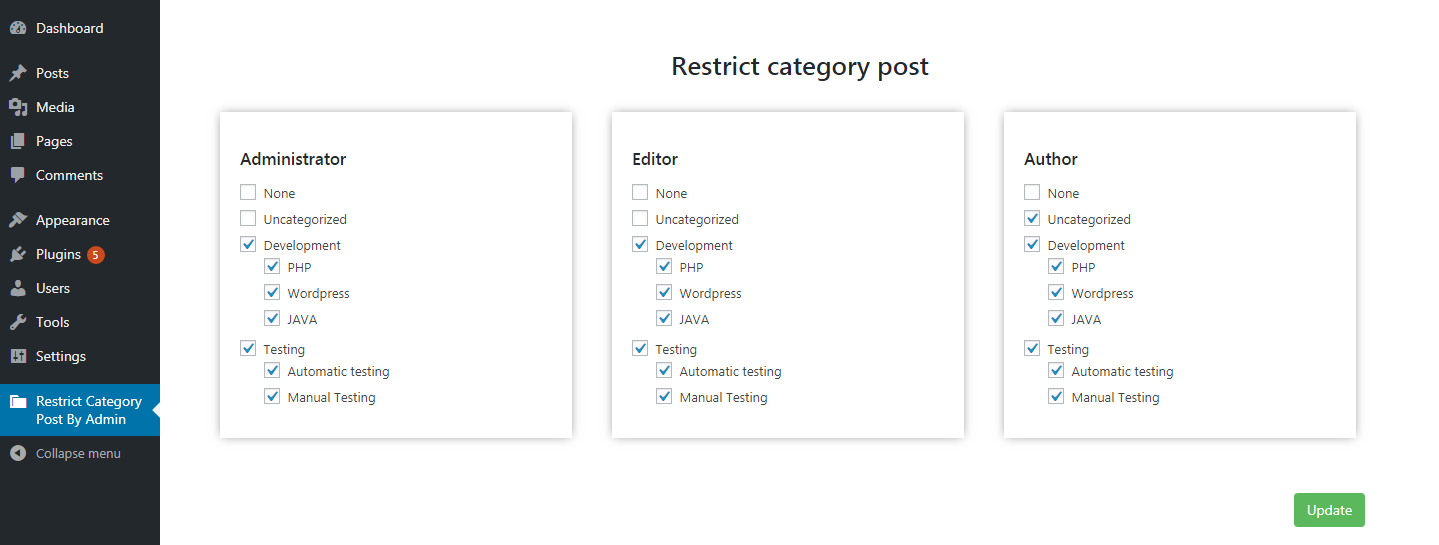 Dashboard
Posts
Media
Pages
Comments
Appearance
Plugins 5
Users
Tools
Settings
Restrict Category
Post By Admin
Collapse menu
Restrict category post
Administrator
None
Uncategorized
Development
PHP
Wordpress
JAVA
Testing
Automatic testing
Manual Testing
Editor
None
Uncategorized
Development
PHP
Wordpress
JAVA
Testing
Automatic testing
Manual Testing
Author
None
Uncategorized
Development
PHP
Wordpress
JAVA
Testing
Automatic testing
Manual Testing
Update